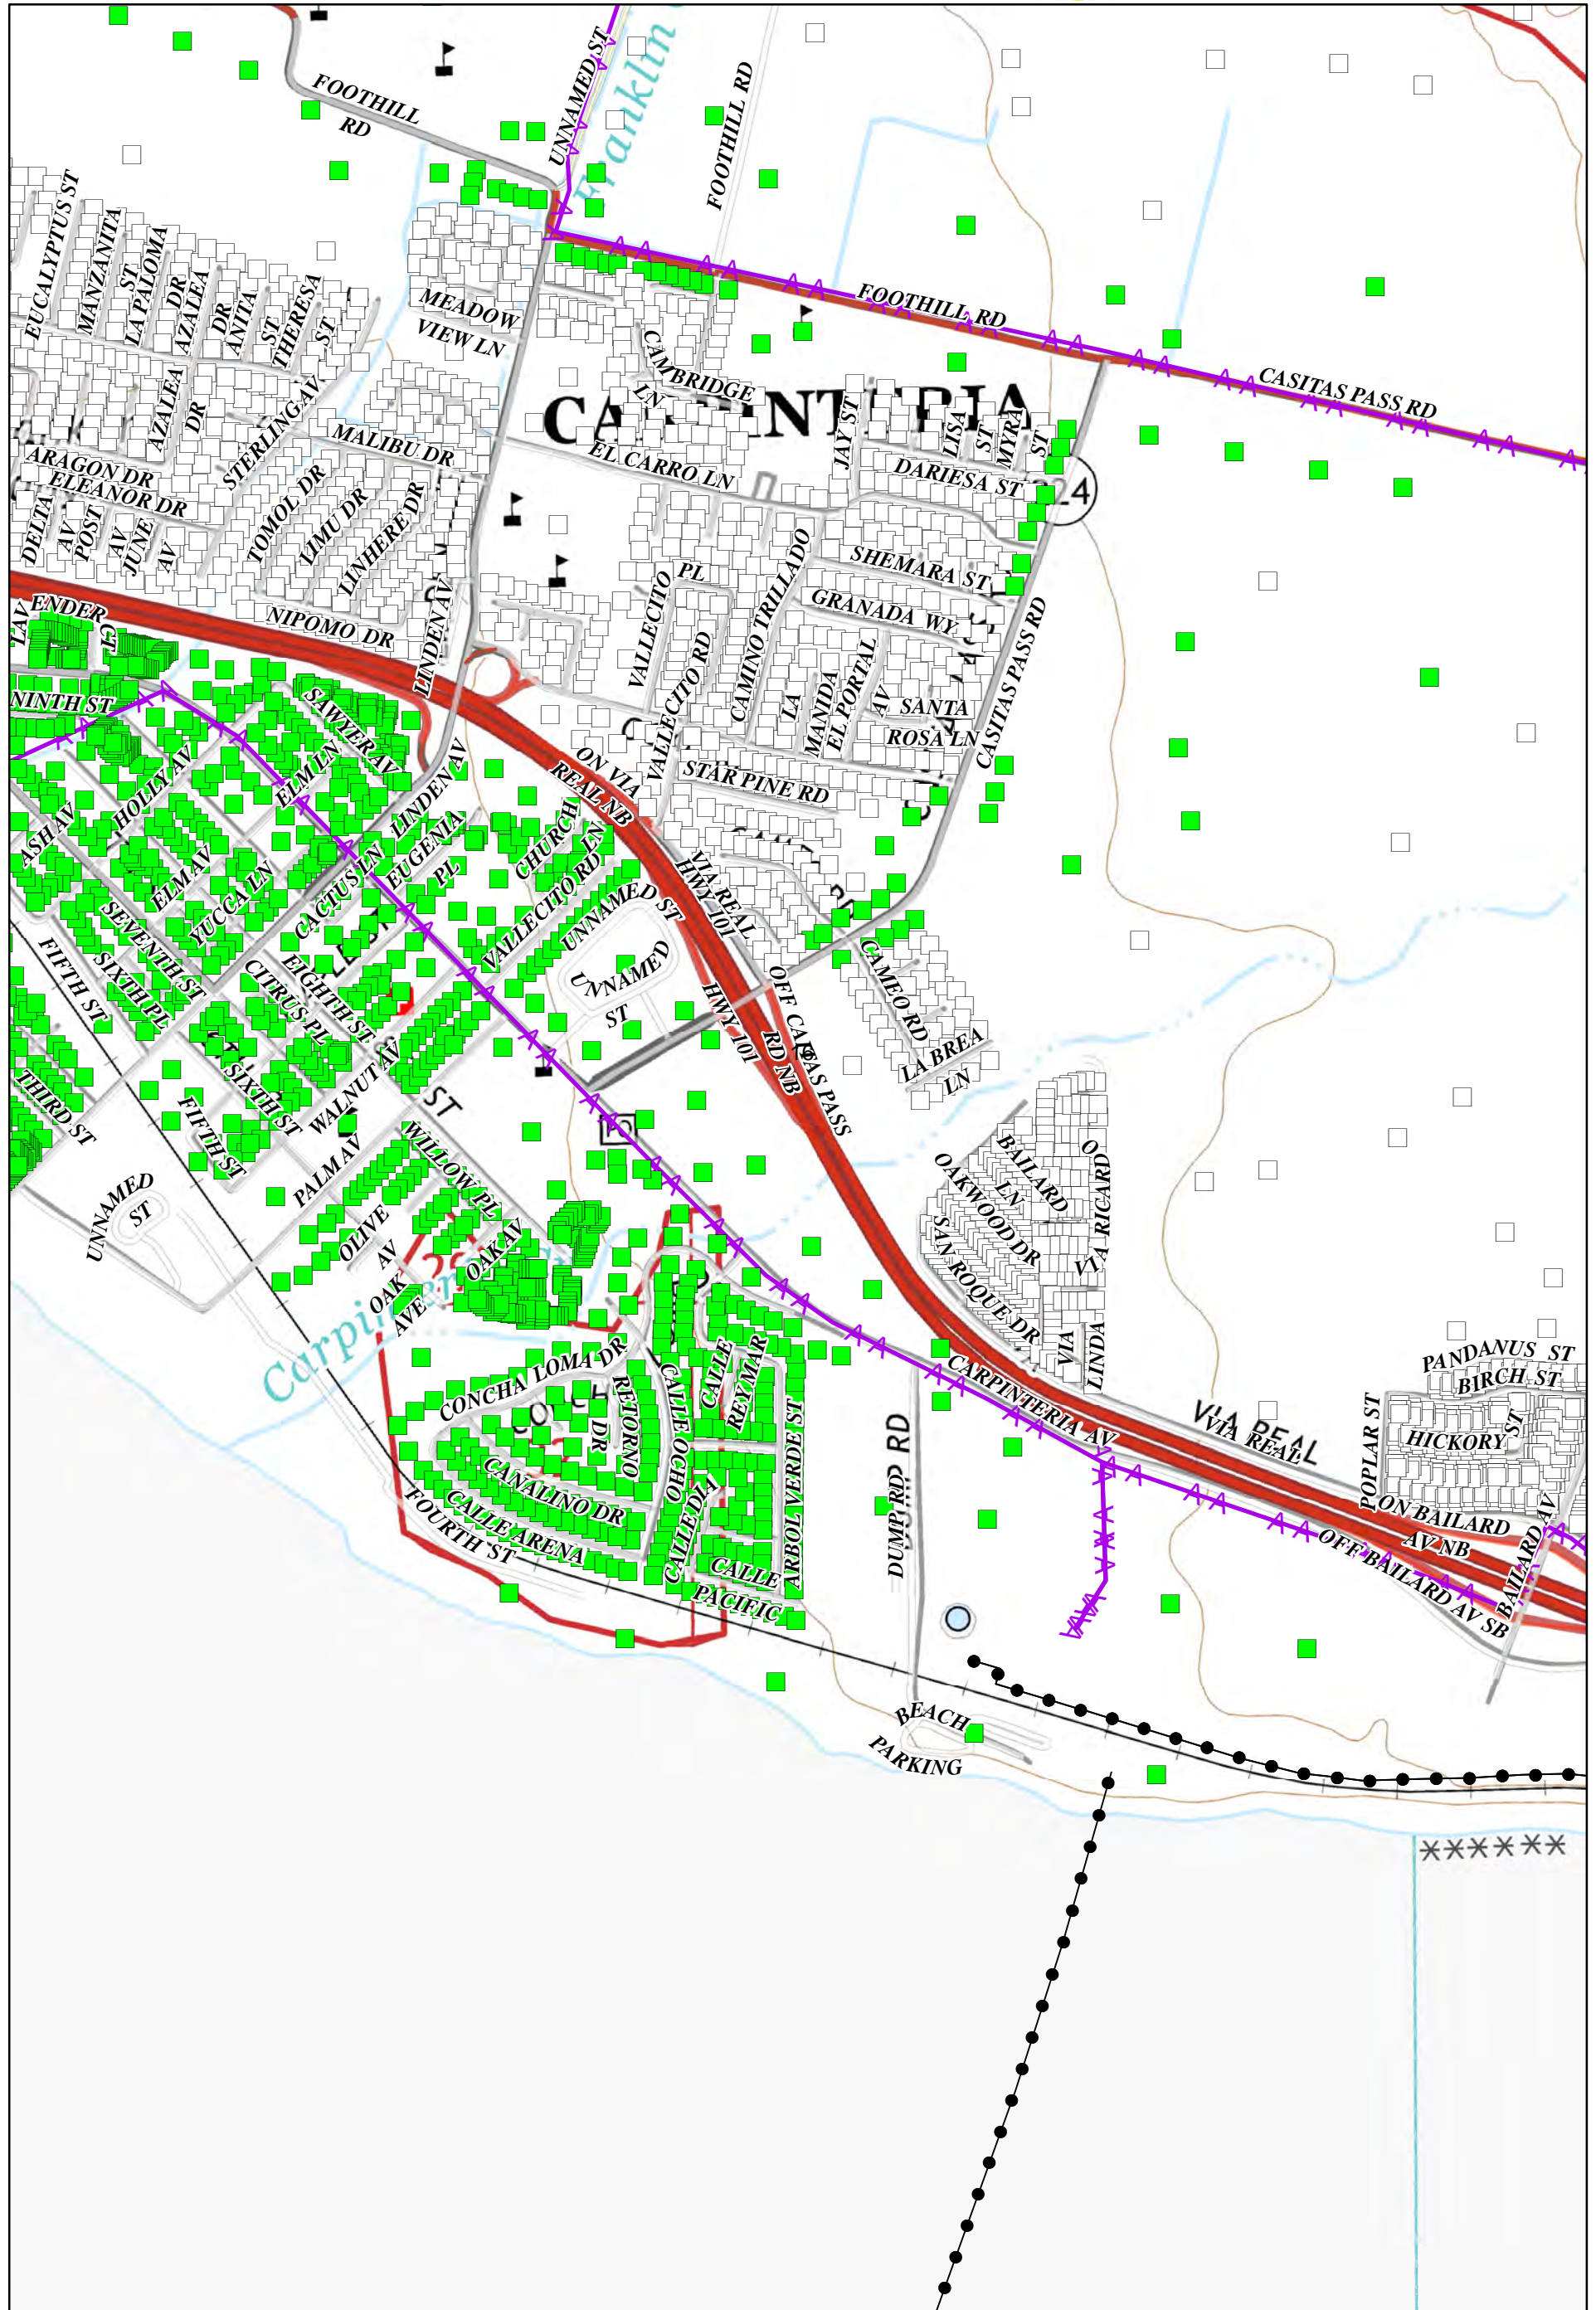 UNNAMED ST
Franklin
FOOTHILL
RD
FOOTHILL RD
EUCALYPTUS ST
MANZANITA
ST
LA PALOMA
DR
AZALEA
DR
ANITA
ST
THERESA
ST
MEADOW
VIEW LN
FOOTHILL RD
CASITAS PASS RD
CAMBRIDGE
LN
AZALEA
DR
STERLING AV
MALIBU DR
EL CARRO LN
JAY ST
LISA
ST
MYRA
ST
DARIESA ST
ARAGON DR
ELEANOR DR
DELTA
AV
POST
AV
JUNE
AV
TOMOL DR
LIMU DR
LINHERE DR
SHEMARA ST
GRANADA WY
VALLECITO
PL
CAMINO TRILLADO
NIPOMO DR
LINDEN AV
VALLECITO RD
LA
MANIDA
EL PORTAL
AV
SANTA
ROSA LN
CASITAS PASS RD
ENDER
CT
LAV
NINTH ST
SAWYER AV
ELM LN
HOLLY AV
ASH AV
LINDEN AV
ON VIA
REAL NB
STAR PINE RD
EUGENIA
PL
CHURCH
LN
VALLECITO RD
UNNAMED ST
VIA REAL
HWY 101
ELM AV
YUCCA LN
CACTUS LN
SEVENTH ST
FIFTH ST
SIXTH PL
EIGHTH ST
CITRUS PL
UNNAMED
ST
HWY 101
OFF CASITAS PASS
RD NB
CAMEO RD
LA BREA
LN
THIRD ST
SIXTH ST
FIFTH ST
WALNUT AV
ST
PALM AV
WILLOW PL
UNNAMED
ST
OLIVE
AV
OAK AV
OAK
AVE
BAILARD
LN
OAKWOOD DR
SAN ROQUE DR
VIA RICARDO
VIA
LINDA
CONCHA LOMA DR
RETORNO
DR
CALLE OCHO
CALLE
REY MAR
CANALINO DR
CALLE ARENA
FOURTH ST
CALLE DIA
ARBOL VERDE ST
CALLE
PACIFIC
CARPINTERIA AV
DUMP RD
VIA REAL
VIA REAL
PANDANUS ST
BIRCH ST
HICKORY ST
POPLAR ST
ON BAILARD
AV NB
OFF BAILARD AV SB
BAILARD AV
BEACH
PARKING